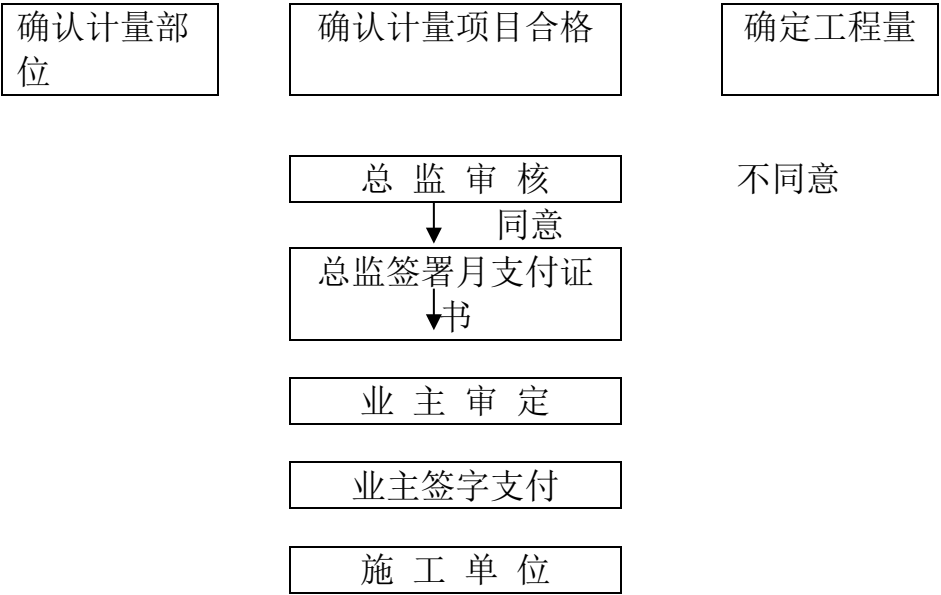 确认计量部
位
确认计量项目合格
确定工程量
总 监 审 核
不同意
同意
总监签署月支付证
书
业 主 审 定
业主签字支付
施 工 单 位